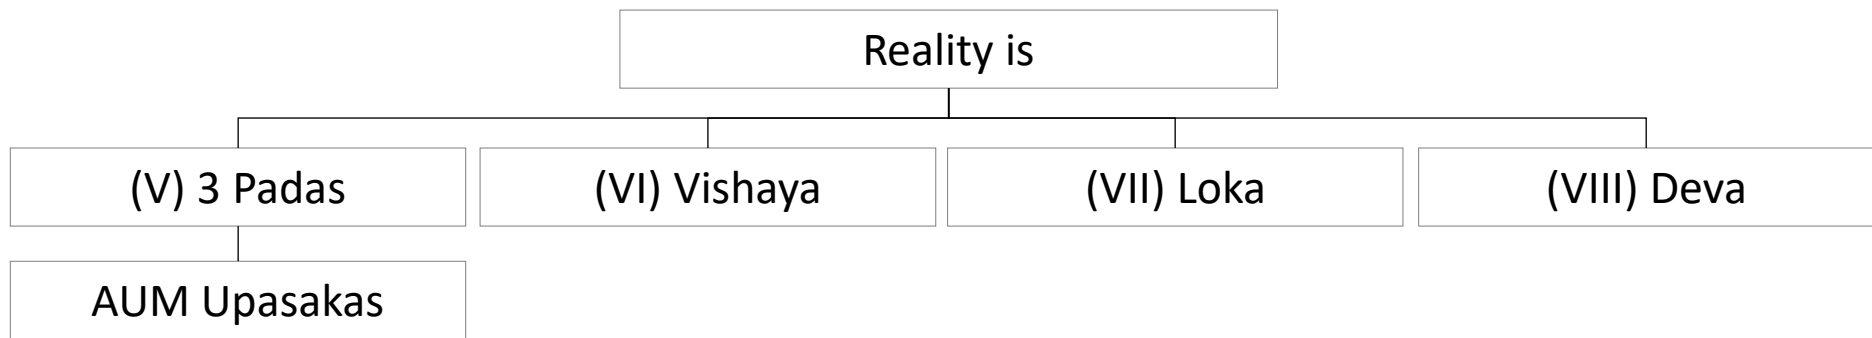 Reality is
(V) 3 Padas
(VI) Vishaya
(VII) Loka
(VIII) Deva
AUM Upasakas